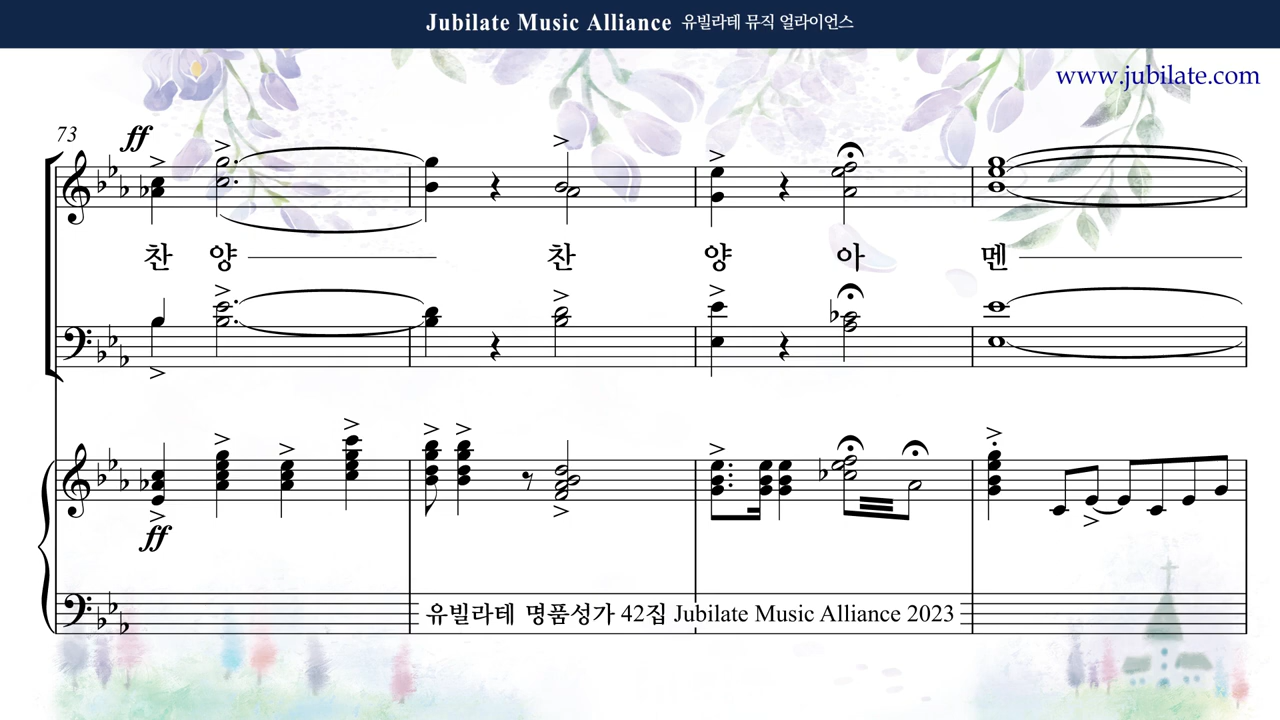 Jubilate Music Alliance 유빌라테 뮤직 얼라이언스
www.jubilate.com
73
ff
찬 양 찬 양 아 멘
ff
유빌라테 명품성가 42집 Jubilate Music Alliance 2023